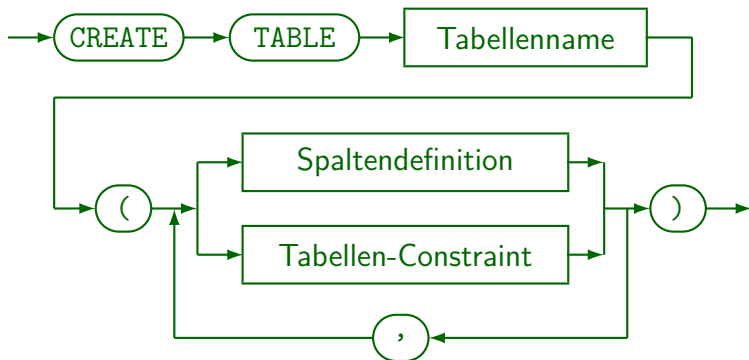 CREATE TABLE Tabellenname
Spaltendefinition
( )
Tabellen-Constraint
,